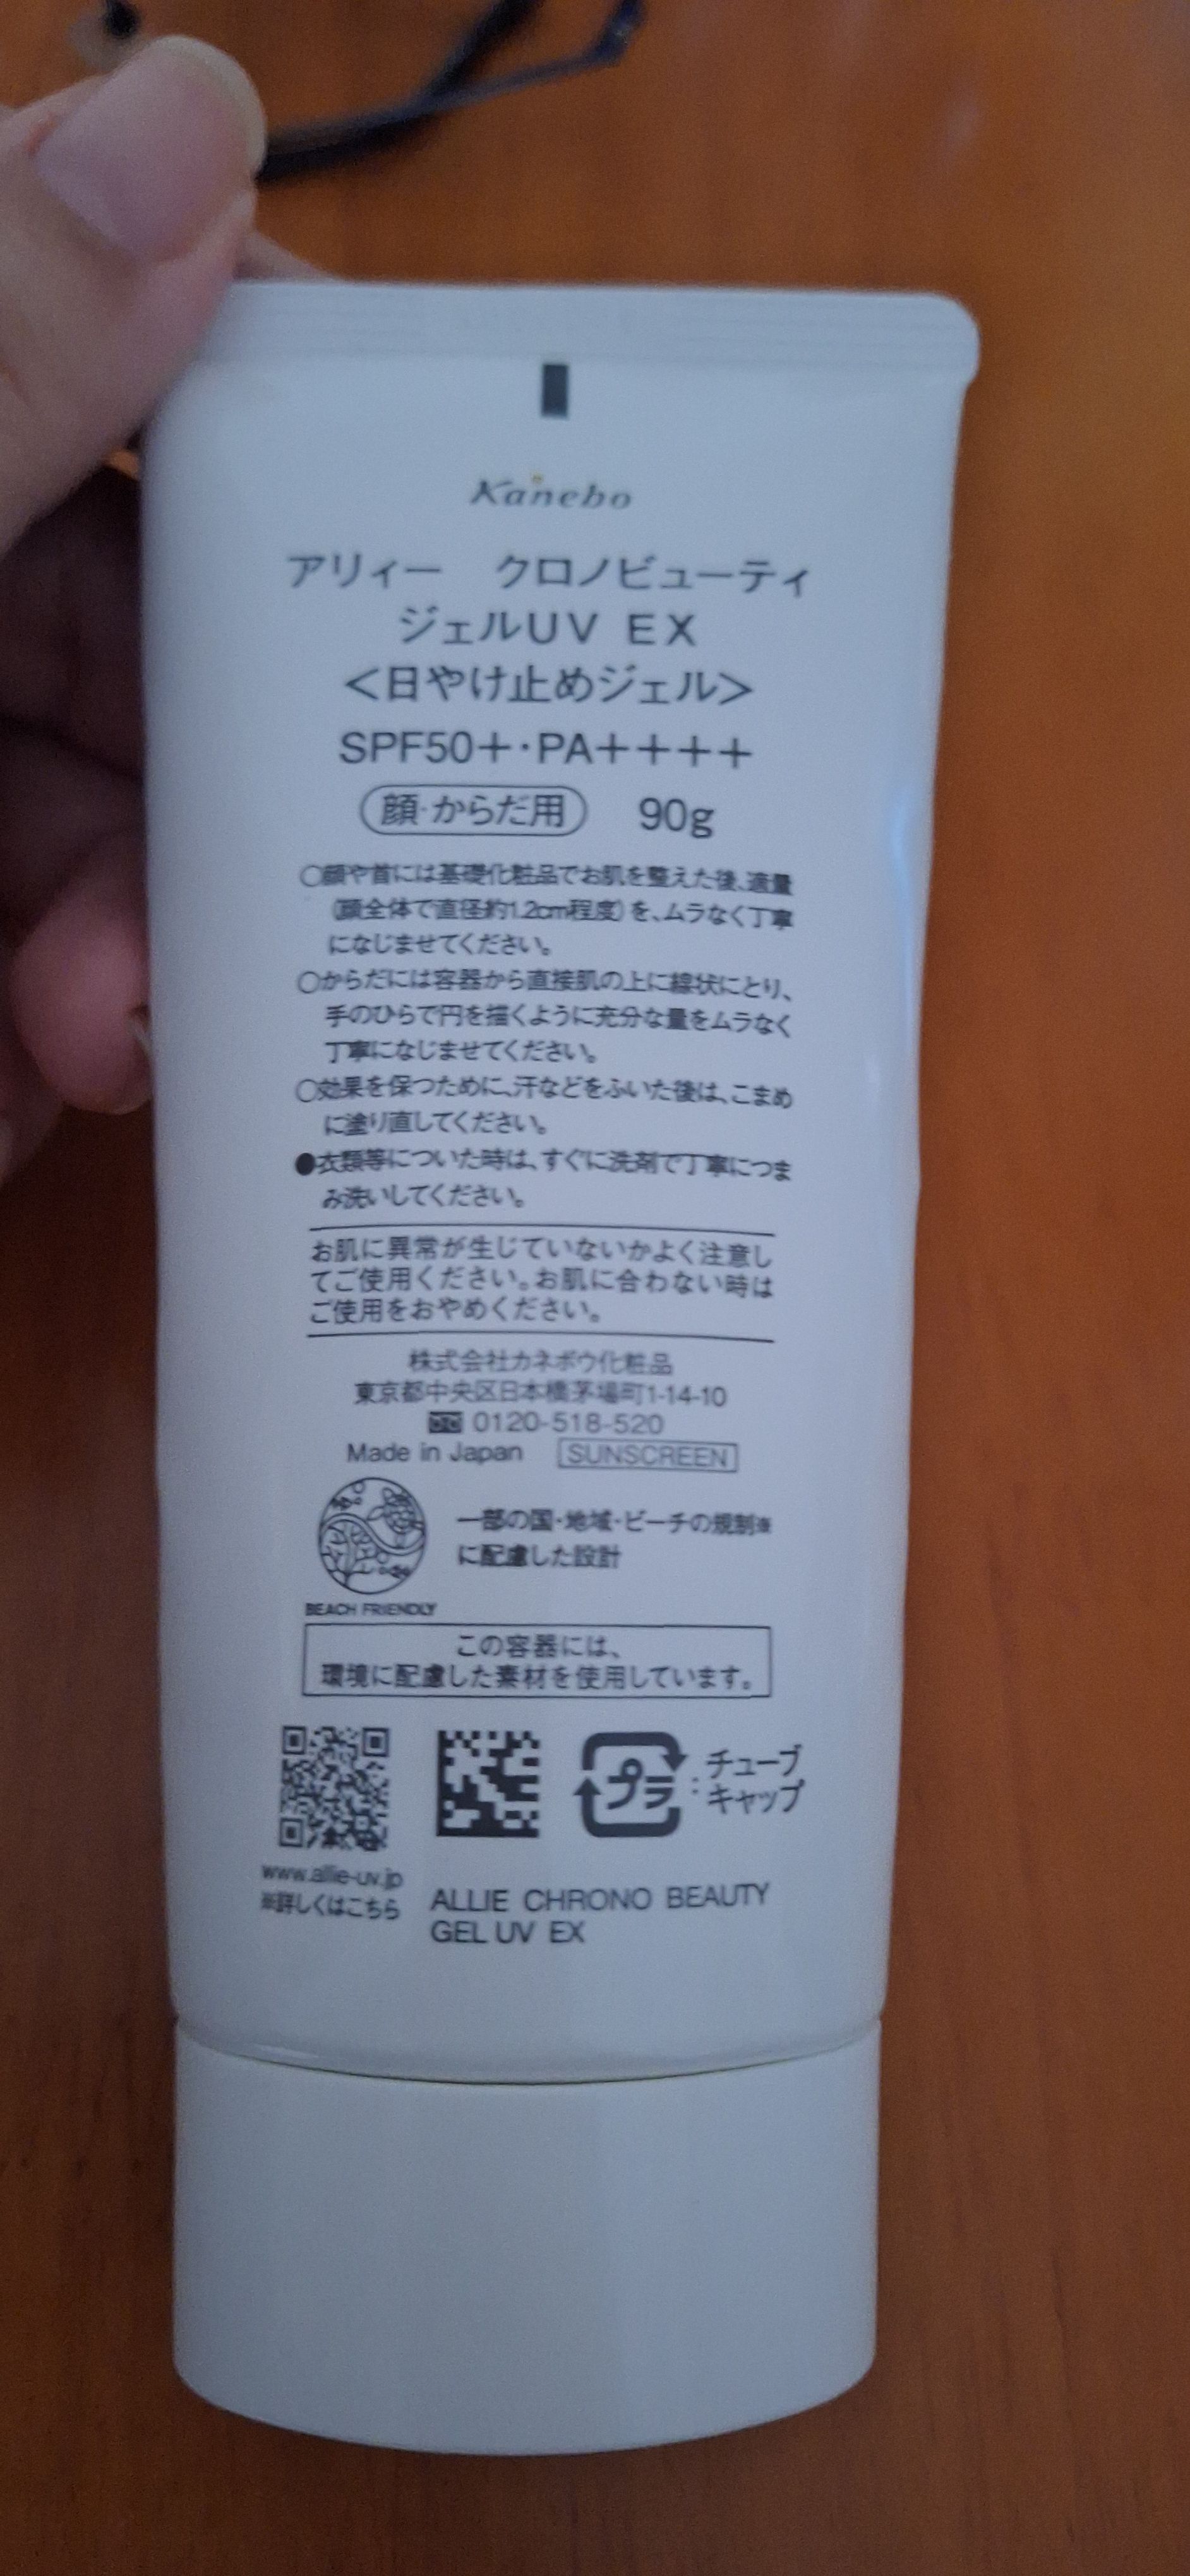 Kanebo
アリィー　クロノビューティ
ジェルUV EX
<日やけ止めジェル>
SPF50+・PA++++
顔・からだ用　90g
○顔や首には基礎化粧品でお肌を整えた後、適量
(顔全体で直径約1.2cm程度)を、ムラなく丁寧
になじませてください。
○からだには容器から直接肌の上に線状にとり、
手のひらで円を描くように充分な量をムラなく
丁寧になじませてください。
○効果を保つために、汗などをふいた後は、こまめ
に塗り直してください。
●衣類等についた時は、すぐに洗剤で丁寧につま
み洗いしてください。
お肌に異常が生じていないかよく注意し
てご使用ください。お肌に合わない時は
ご使用をおやめください。
株式会社カネボウ化粧品
東京都中央区日本橋茅場町1-14-10
0120-518-520
Made in Japan　SUNSCREEN
一部の国・地域・ビーチの規制※
に配慮した設計
BEACH FRIENDLY
この容器には、
環境に配慮した素材を使用しています。
プラ：チューブ
キャップ
www.allie-uv.jp
※詳しくはこちら
ALLIE CHRONO BEAUTY
GEL UV EX